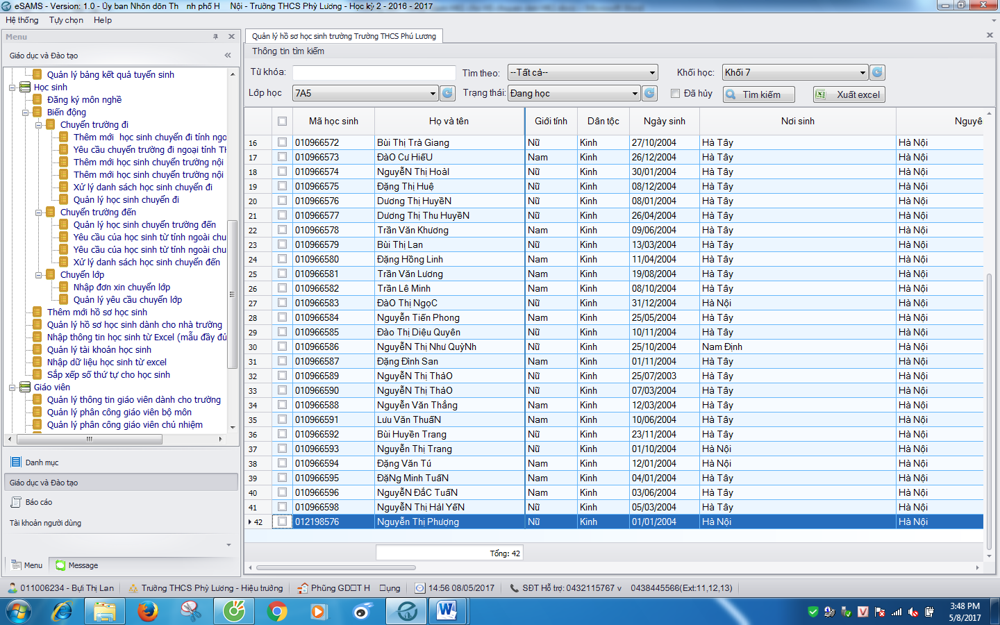 eSAMS - Version: 1.0 - Ủy ban Nhõn dõn Th nh phố H Nội - Trường THCS Phỳ Lương - Học kỳ 2 - 2016 - 2017
Hệ thống Tùy chọn Help
Menu
Giáo dục và Đào tạo
Quản lý bảng kết quả tuyển sinh
Học sinh
Đăng ký môn nghề
Biến động
Chuyển trường đi
Thêm mới học sinh chuyển đi tỉnh ngo
Yêu cầu chuyển trường đi ngoại tỉnh Th
Thêm mới học sinh chuyển trường nội
Thêm mới học sinh chuyển trường nội
Xử lý danh sách học sinh chuyển đi
Quản lý học sinh chuyển đi
Chuyển trường đến
Quản lý học sinh chuyển trường đến
Yêu cầu của học sinh từ tỉnh ngoài chu
Yêu cầu của học sinh từ tỉnh ngoài chu
Xử lý danh sách học sinh chuyển đến
Chuyển lớp
Nhập đơn xin chuyển lớp
Quản lý yêu cầu chuyển lớp
Thêm mới hồ sơ học sinh
Quản lý hồ sơ học sinh dành cho nhà trường
Nhập thông tin học sinh từ Excel (mẫu đầy đủ
Quản lý tài khoản học sinh
Nhập dữ liệu học sinh từ excel
Sắp xếp số thứ tự cho học sinh
Giáo viên
Quản lý thông tin giáo viên dành cho trường
Quản lý phân công giáo viên bộ môn
Quản lý phân công giáo viên chủ nhiệm
Danh mục
Giáo dục và Đào tạo
Báo cáo
Tài khoản người dùng
Menu Message
Quản lý hồ sơ học sinh trường Trường THCS Phú Lương
Thông tin tìm kiếm
Từ khóa: Tìm theo: --Tất cả-- Khối học: Khối 7
Lớp học 7A5 Trạng thái: Đang học Đã hủy Tìm kiếm Xuất excel
Mã học sinh Họ và tên Giới tính Dân tộc Ngày sinh Nơi sinh Nguyê
16 010966572 Bùi Thị Trà Giang Nữ Kinh 27/10/2004 Hà Tây Hà Nội
17 010966573 ĐàO Cư HiếU Nam Kinh 26/12/2004 Hà Tây Hà Nội
18 010966574 NguyễN Thị HoàI Nữ Kinh 30/01/2004 Hà Tây Hà Nội
19 010966575 Đặng Thị Huệ Nữ Kinh 08/12/2004 Hà Tây Hà Nội
20 010966576 Dương Thị HuyềN Nữ Kinh 08/01/2004 Hà Tây Hà Nội
21 010966577 Dương Thị Thu HuyềN Nữ Kinh 26/04/2004 Hà Tây Hà Nội
22 010966578 Trần Văn Khương Nam Kinh 09/06/2004 Hà Tây Hà Nội
23 010966579 Bùi Thị Lan Nữ Kinh 13/03/2004 Hà Tây Hà Nội
24 010966580 Đặng Hồng Linh Nam Kinh 11/04/2004 Hà Tây Hà Nội
25 010966581 Trần Văn Lương Nam Kinh 19/08/2004 Hà Tây Hà Nội
26 010966582 Trần Lê Minh Nam Kinh 08/10/2004 Hà Tây Hà Nội
27 010966583 ĐàO Thị NgọC Nữ Kinh 31/12/2004 Hà Nội Hà Nội
28 010966584 Nguyễn Tiến Phong Nam Kinh 25/05/2004 Hà Tây Hà Nội
29 010966585 Đào Thị Diệu Quyên Nữ Kinh 10/11/2004 Hà Tây Hà Nội
30 010966586 NguyễN Thị Như QuỳNh Nữ Kinh 25/10/2004 Nam Định Hà Nội
31 010966587 Đặng Đình San Nam Kinh 01/11/2004 Hà Tây Hà Nội
32 010966589 NguyễN Thị ThảO Nữ Kinh 25/07/2003 Hà Tây Hà Nội
33 010966590 NguyễN Thị ThảO Nữ Kinh 07/03/2004 Hà Tây Hà Nội
34 010966588 Nguyễn Văn Thắng Nam Kinh 12/03/2004 Hà Tây Hà Nội
35 010966591 Lưu Văn ThuấN Nam Kinh 10/06/2004 Hà Tây Hà Nội
36 010966592 Bùi Huyền Trang Nữ Kinh 23/11/2004 Hà Tây Hà Nội
37 010966593 Nguyễn Thị Trang Nữ Kinh 01/10/2004 Hà Nội Hà Nội
38 010966594 Đặng Văn Tú Nam Kinh 12/01/2004 Hà Tây Hà Nội
39 010966595 ĐặNg Minh TuấN Nam Kinh 04/01/2004 Hà Tây Hà Nội
40 010966596 NguyễN ĐắC TuấN Nam Kinh 03/06/2004 Hà Tây Hà Nội
41 010966598 NguyễN Thị HảI YếN Nữ Kinh 05/03/2004 Hà Tây Hà Nội
42 012198576 Nguyễn Thị Phượng Nữ Kinh 01/01/2004 Hà Nội Hà Nội
Tổng: 42
011006234 - Bựi Thị Lan Trường THCS Phỳ Lương - Hiệu trưởng Phũng GD T H ụng 14:56 08/05/2017 SĐT Hỗ trợ: 0432115767 v 0438445566(Ext:11,12,13)
3:48 PM
5/8/2017